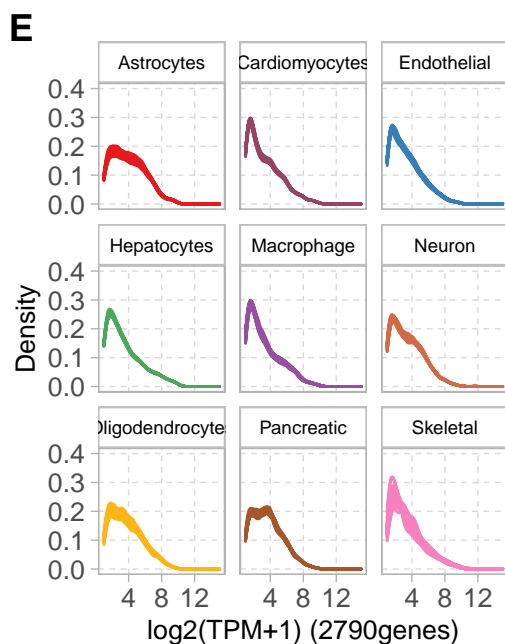 E
Astrocytes
Cardiomyocytes
Endothelial
0.4
0.3
0.2
0.1
0.0
Hepatocytes
Macrophage
Neuron
0.4
0.3
0.2
0.1
0.0
Density
Oligodendrocytes
Pancreatic
Skeletal
0.4
0.3
0.2
0.1
0.0
4 8 12
4 8 12
4 8 12
log2(TPM+1) (2790genes)